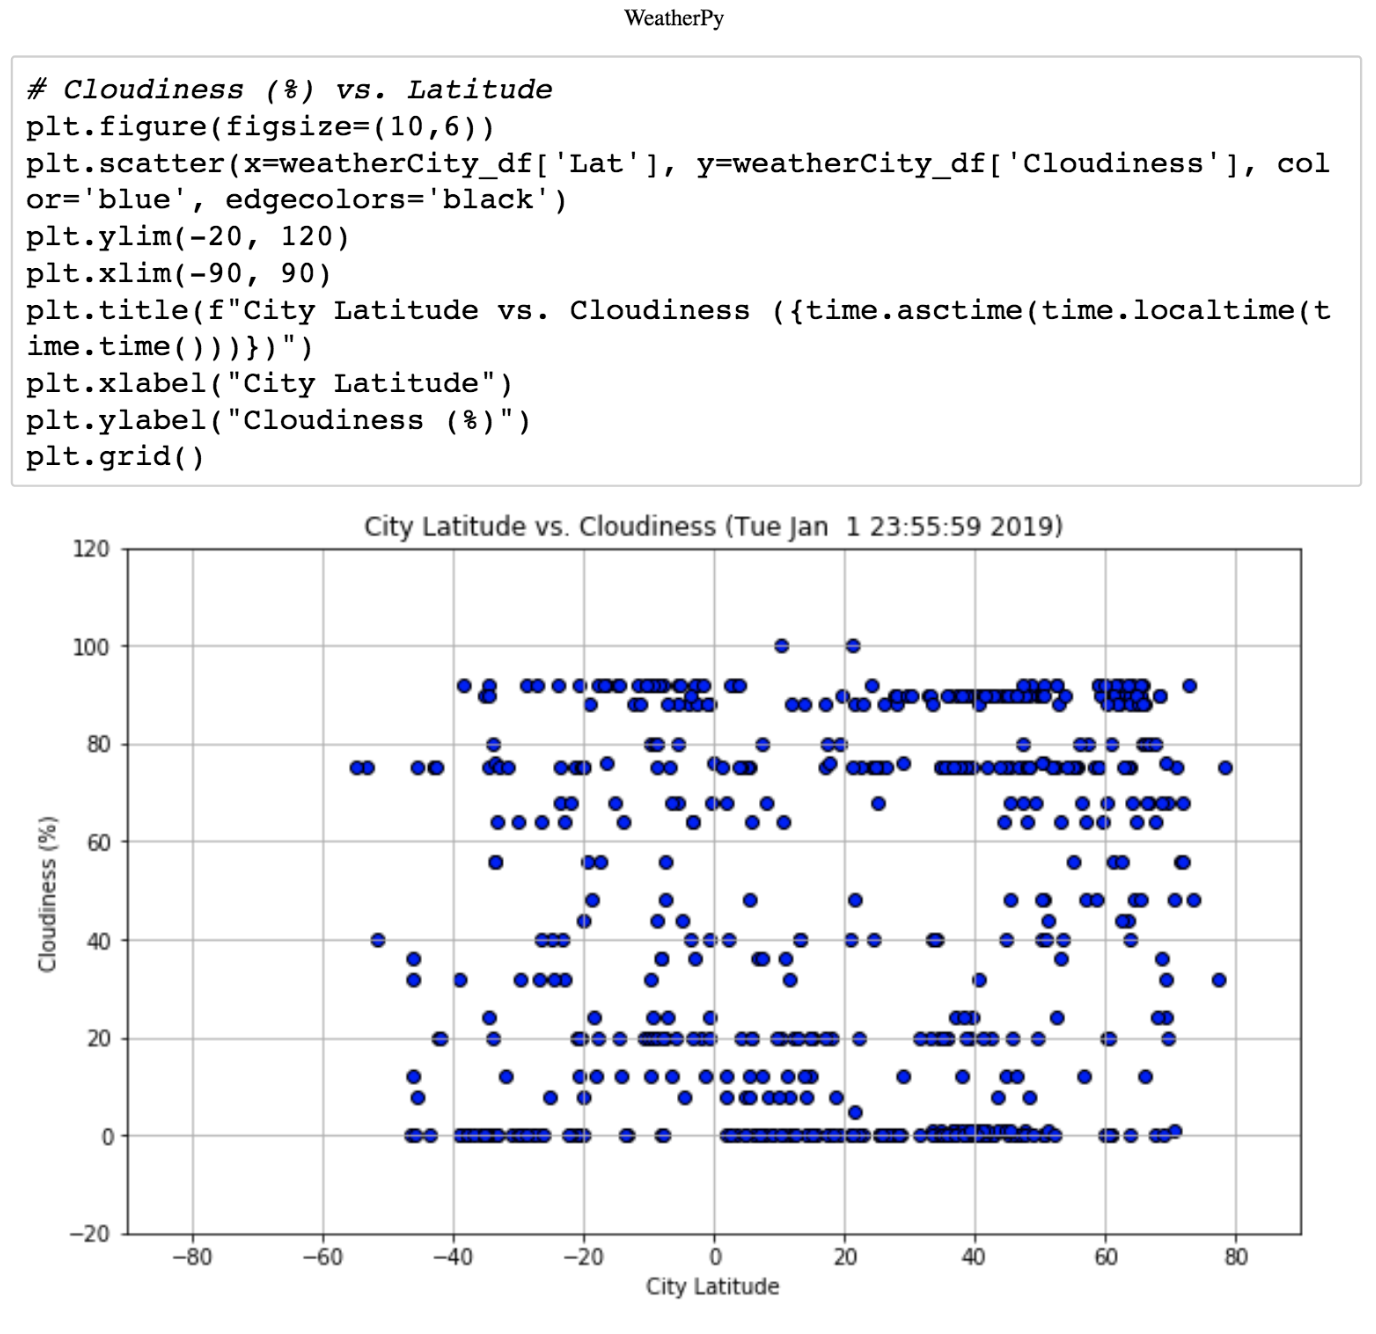 WeatherPy
# Cloudiness (%) vs. Latitude
plt.figure(figsize=(10,6))
plt.scatter(x=weatherCity_df['Lat'], y=weatherCity_df['Cloudiness'], col
or='blue', edgecolors='black')
plt.ylim(-20, 120)
plt.xlim(-90, 90)
plt.title(f"City Latitude vs. Cloudiness ({time.asctime(time.localtime(t
ime.time()))})")
plt.xlabel("City Latitude")
plt.ylabel("Cloudiness (%)")
plt.grid()
City Latitude vs. Cloudiness (Tue Jan  1 23:55:59 2019)
120
100
80
60
40
20
0
−20
Cloudiness (%)
−80 −60 −40 −20 0 20 40 60 80
City Latitude